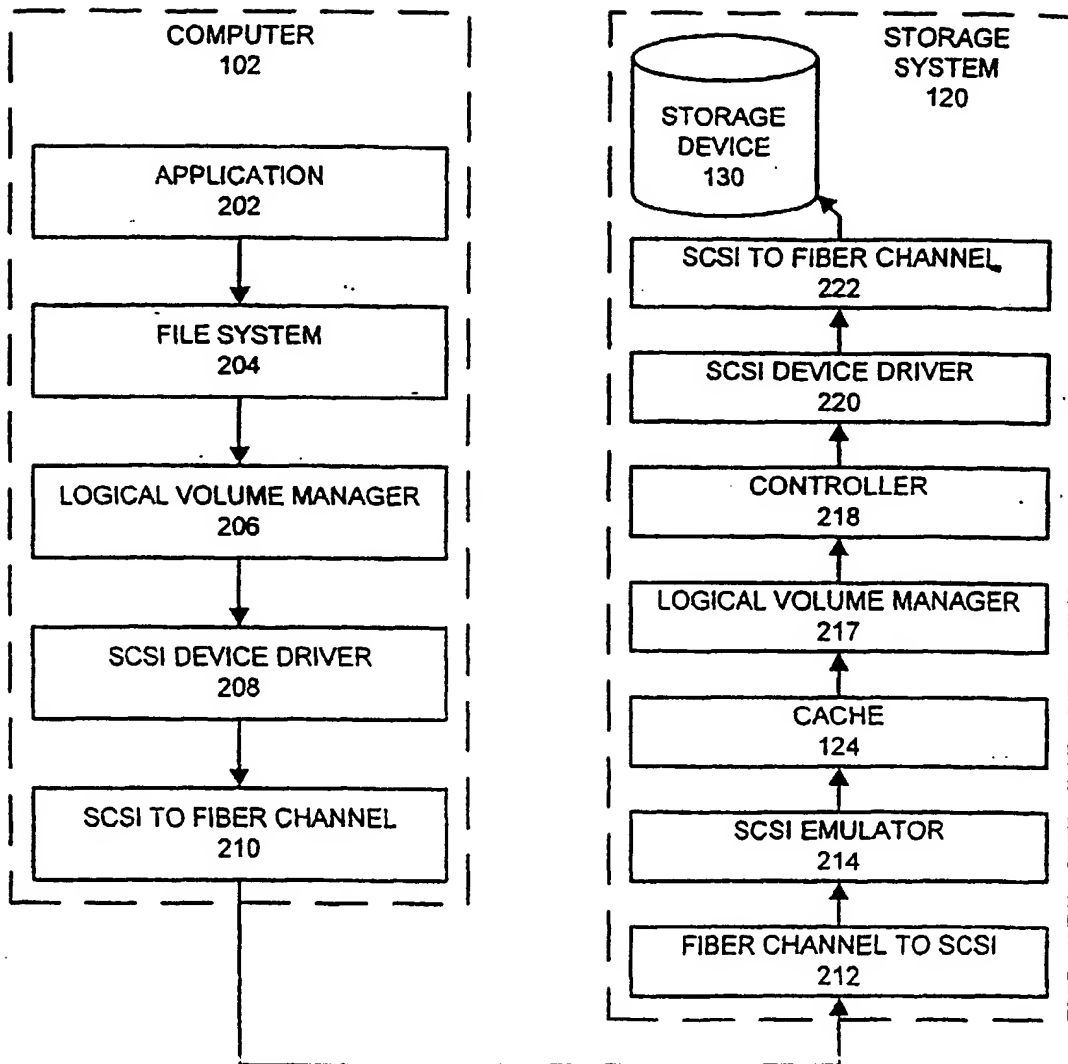 COMPUTER
102
APPLICATION
202
FILE SYSTEM
204
LOGICAL VOLUME MANAGER
206
SCSI DEVICE DRIVER
208
SCSI TO FIBER CHANNEL
210
STORAGE
SYSTEM
120
STORAGE
DEVICE
130
SCSI TO FIBER CHANNEL
222
SCSI DEVICE DRIVER
220
CONTROLLER
218
LOGICAL VOLUME MANAGER
217
CACHE
124
SCSI EMULATOR
214
FIBER CHANNEL TO SCSI
212